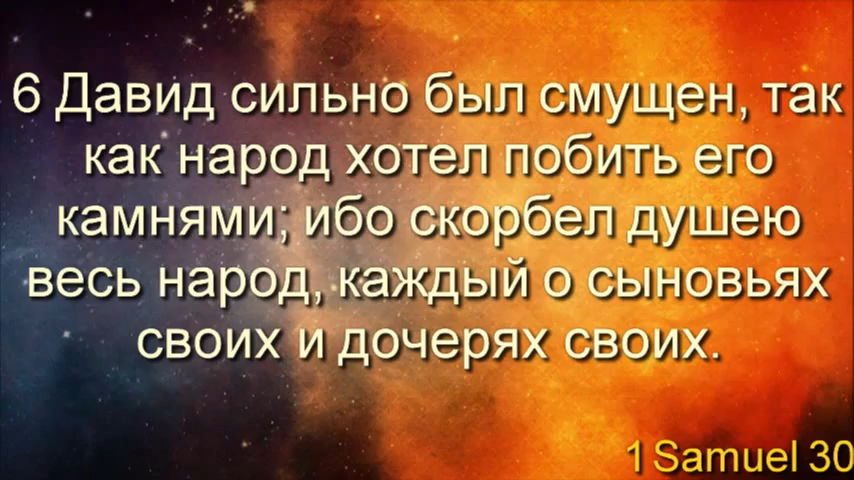 6 Давид сильно был смущен, так
как народ хотел побить его
камнями; ибо скорбел душею
весь народ, каждый о сыновьях
своих и дочерях своих.
1 Samuel 30